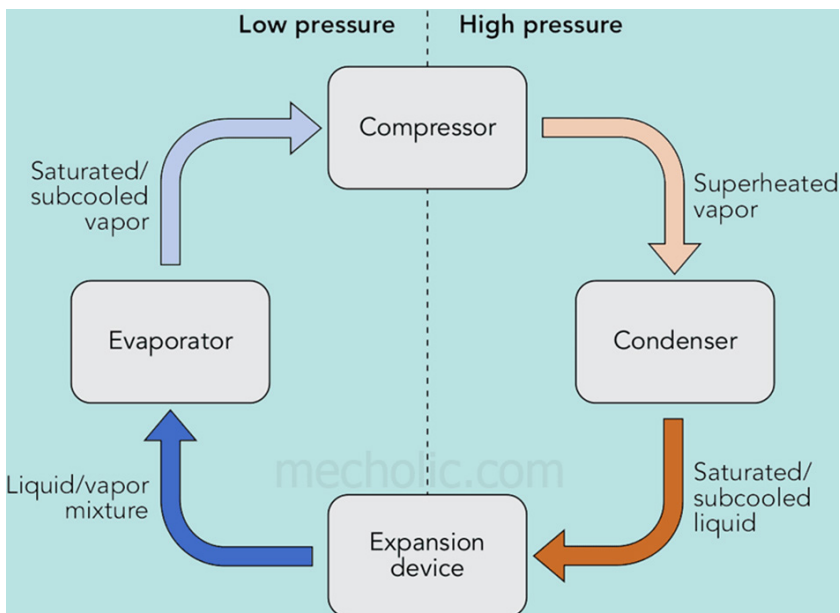 Low pressure
High pressure
Compressor
Saturated/
subcooled
vapor
Superheated
vapor
Evaporator
Condenser
mecholic.com
Liquid/vapor
mixture
Saturated/
subcooled
liquid
Expansion
device